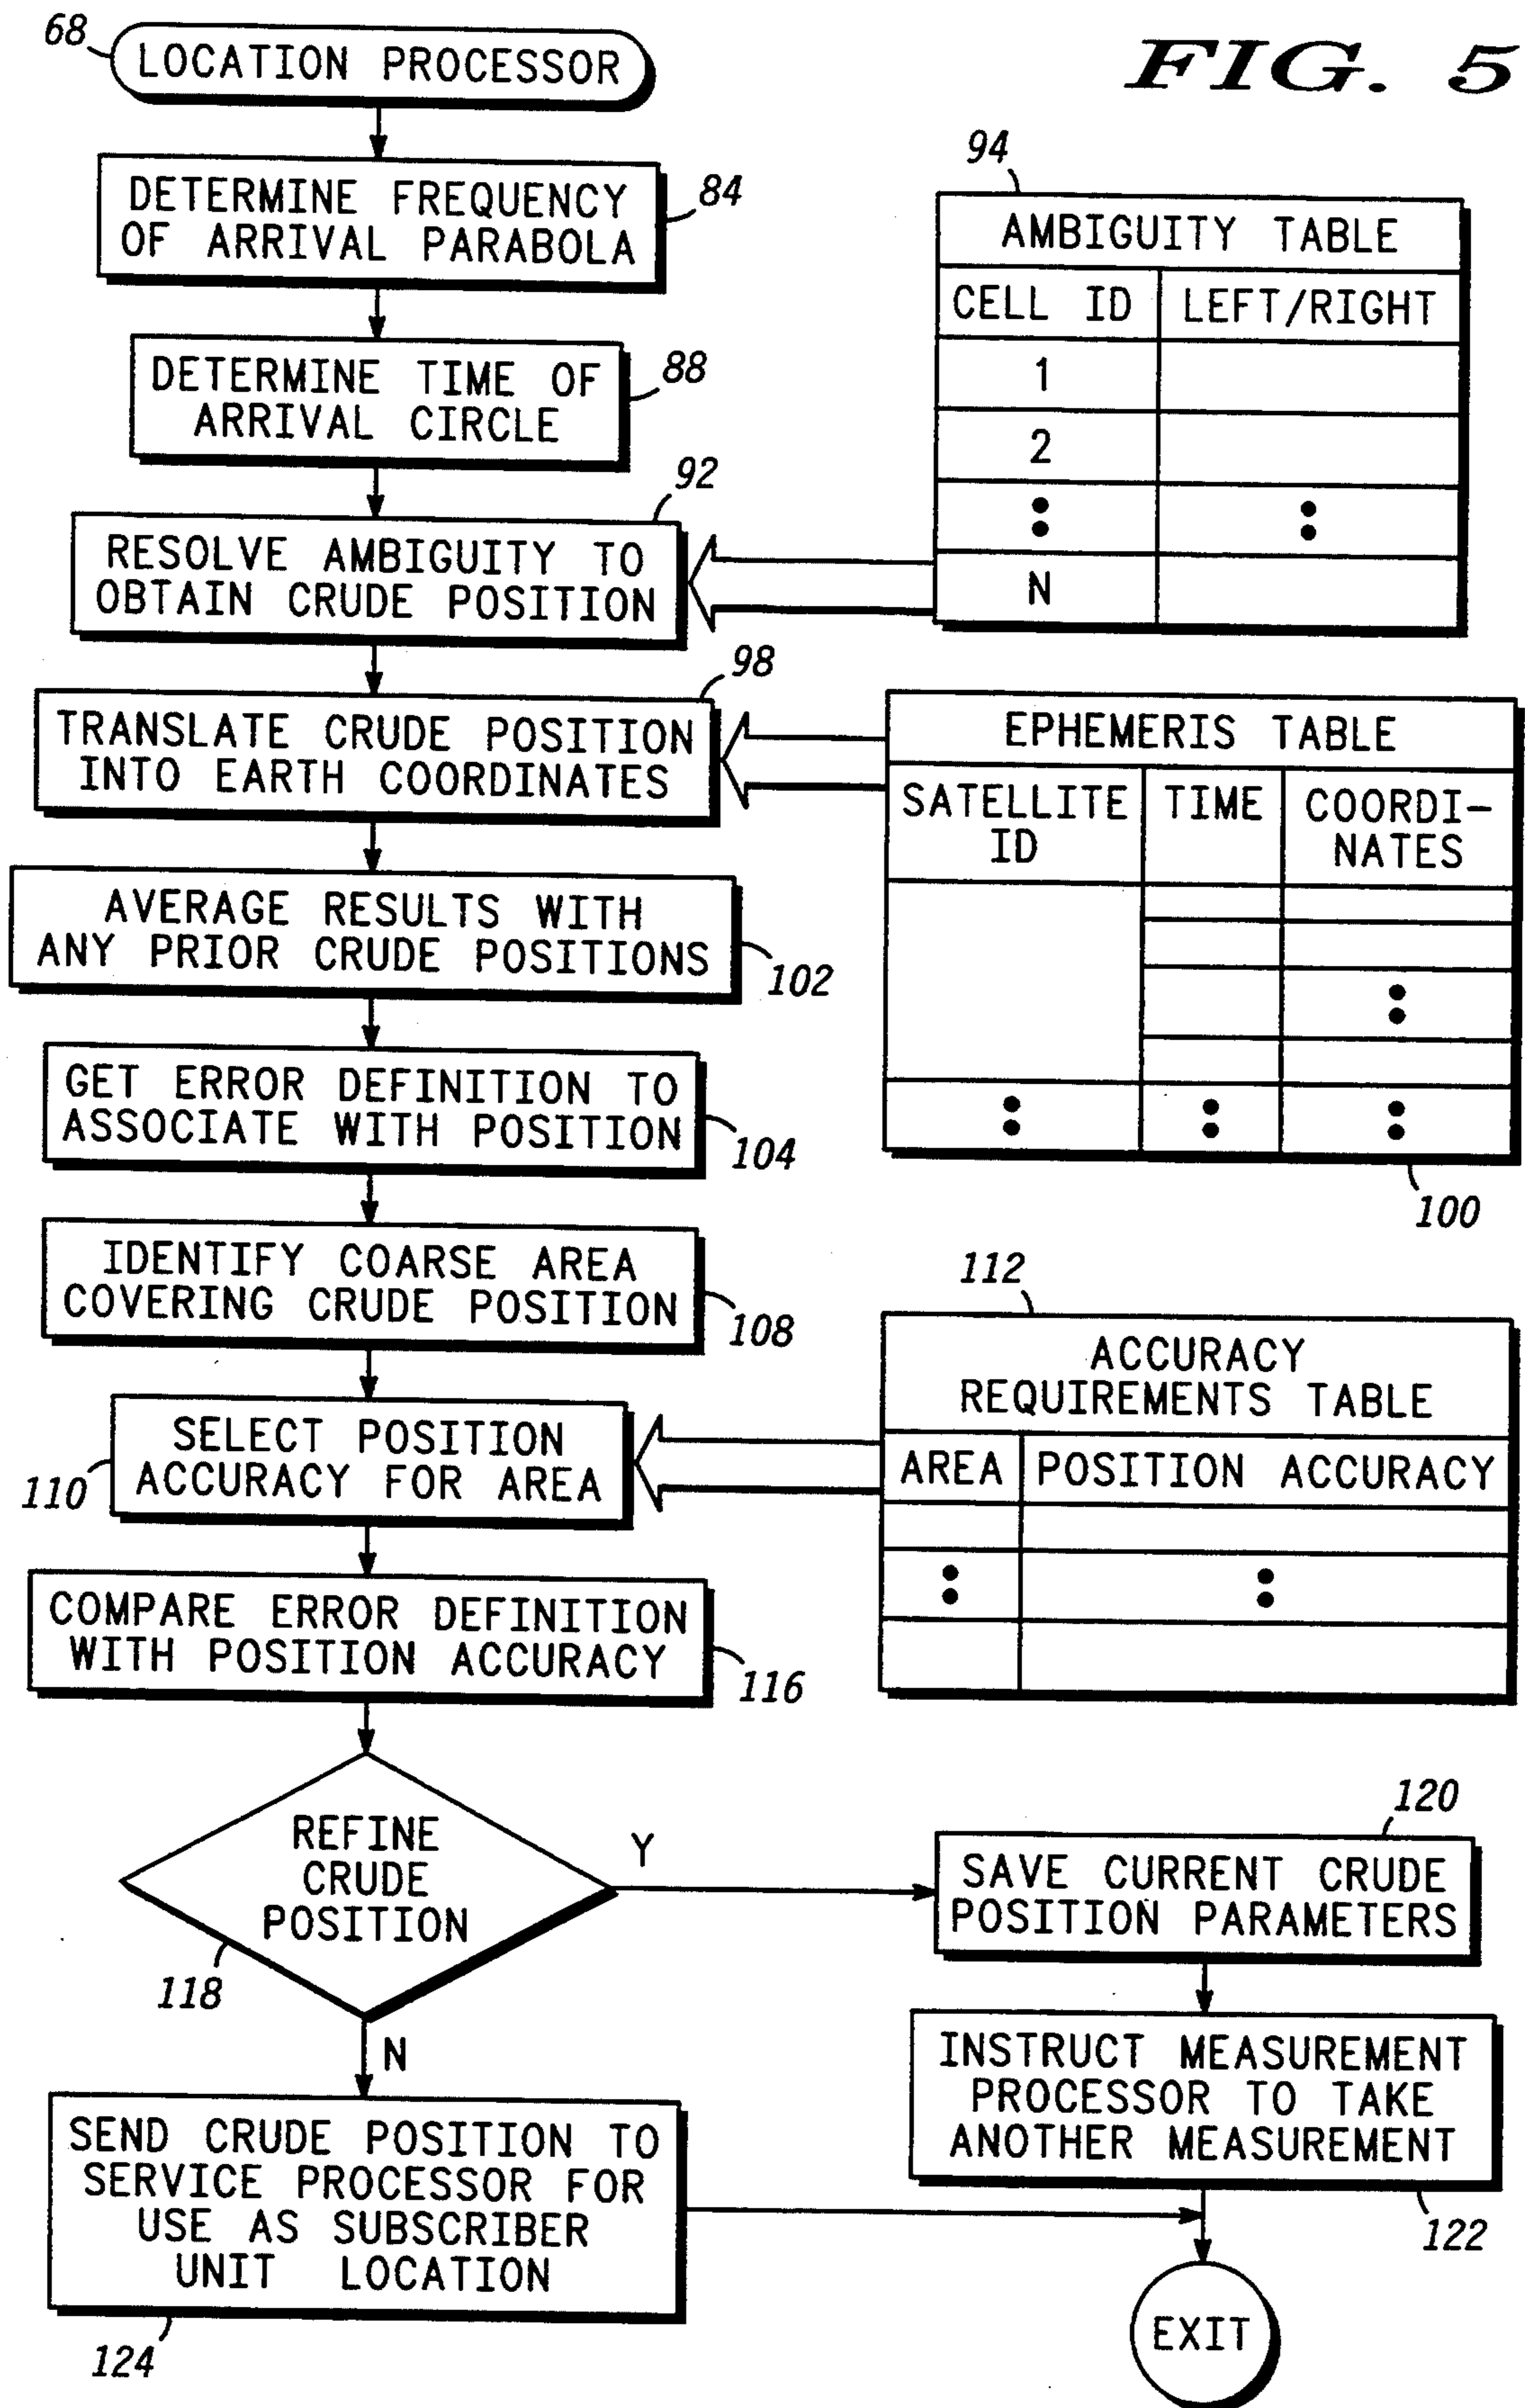 FIG. 5
68
LOCATION PROCESSOR
DETERMINE FREQUENCY
OF ARRIVAL PARABOLA
84
DETERMINE TIME OF
ARRIVAL CIRCLE
88
92
RESOLVE AMBIGUITY TO
OBTAIN CRUDE POSITION
94
AMBIGUITY TABLE
CELL ID LEFT/RIGHT
1
2
N
98
TRANSLATE CRUDE POSITION
INTO EARTH COORDINATES
EPHEMERIS TABLE
SATELLITE
ID
TIME
COORDI-
NATES
100
AVERAGE RESULTS WITH
ANY PRIOR CRUDE POSITIONS
102
GET ERROR DEFINITION TO
ASSOCIATE WITH POSITION
104
IDENTIFY COARSE AREA
COVERING CRUDE POSITION
108
SELECT POSITION
ACCURACY FOR AREA
110
112
ACCURACY
REQUIREMENTS TABLE
AREA POSITION ACCURACY
COMPARE ERROR DEFINITION
WITH POSITION ACCURACY
116
REFINE
CRUDE
POSITION
118
Y
N
120
SAVE CURRENT CRUDE
POSITION PARAMETERS
INSTRUCT MEASUREMENT
PROCESSOR TO TAKE
ANOTHER MEASUREMENT
122
SEND CRUDE POSITION TO
SERVICE PROCESSOR FOR
USE AS SUBSCRIBER
UNIT LOCATION
124
EXIT